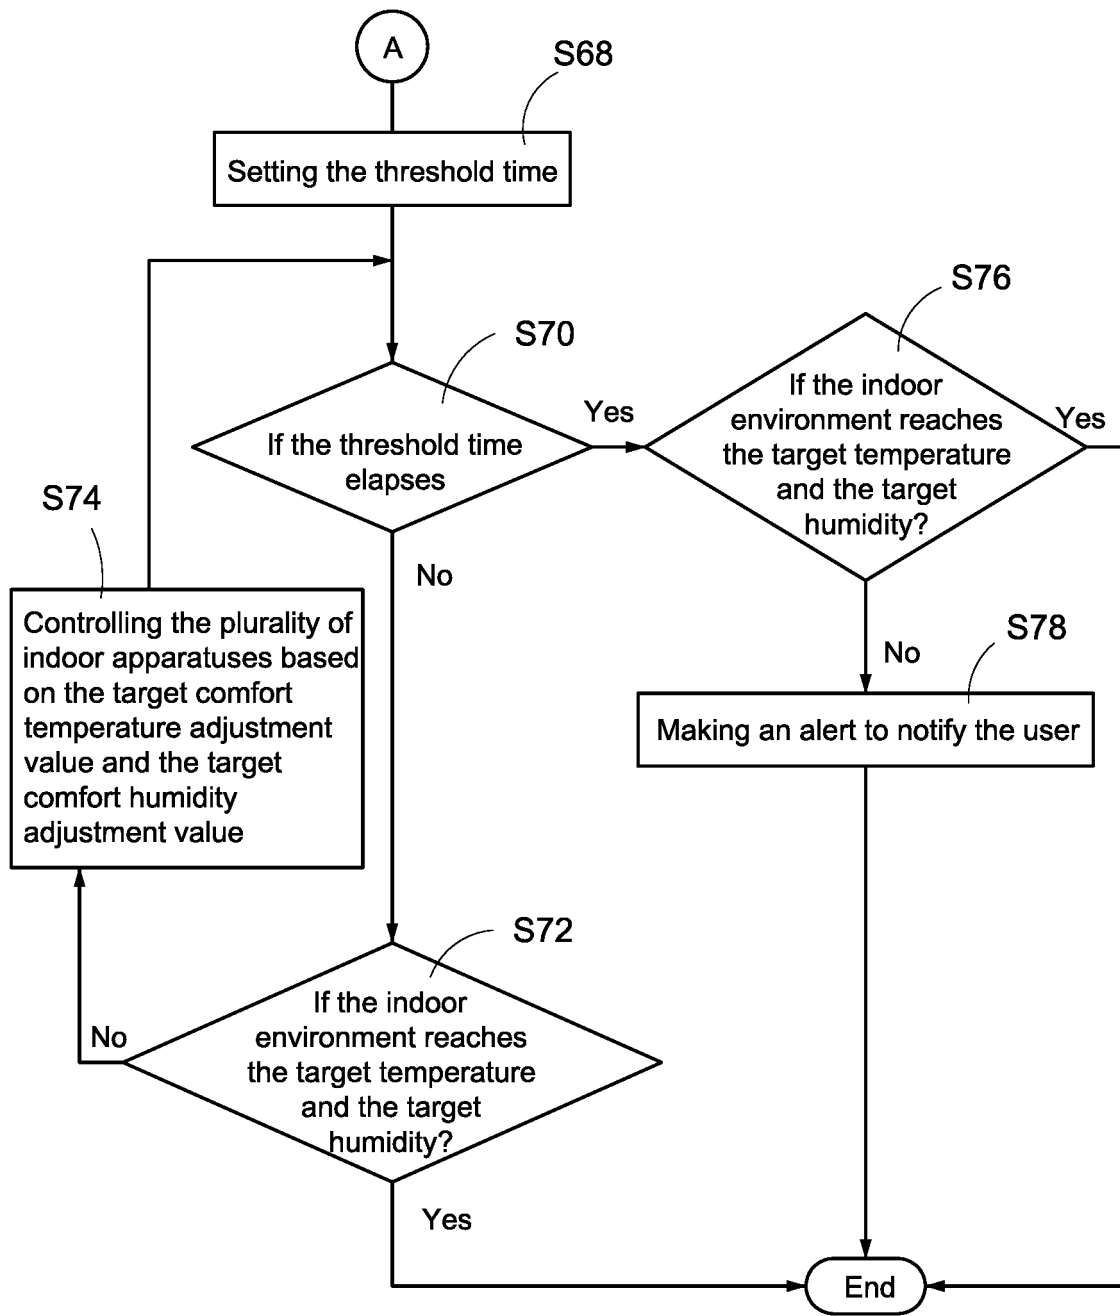 A
S68
Setting the threshold time
S76
S70
If the indoor
environment reaches
the target temperature
and the target
humidity?
Yes
Yes
If the threshold time
elapses
S74
No
Controlling the plurality of
indoor apparatuses based
on the target comfort
temperature adjustment
value and the target
comfort humidity
adjustment value
S78
No
Making an alert to notify the user
S72
If the indoor
environment reaches
the target temperature
and the target
humidity?
No
Yes
End